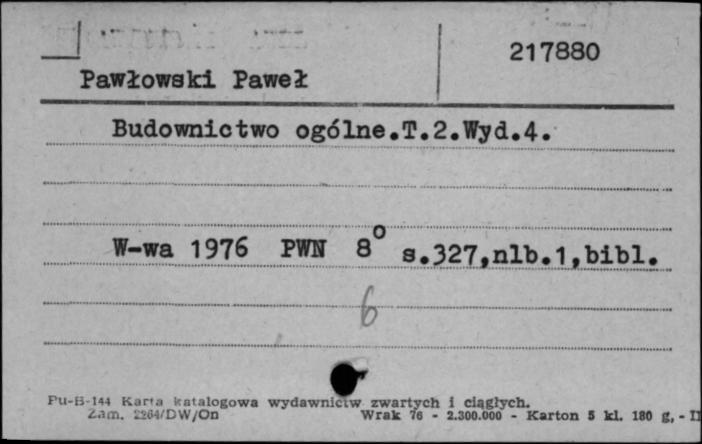 217880
Pawłowski Paweł
Budownictwo ogólne.T.2.Wyd.4.
W-wa 1976 PWN 8° s.327,nlb.1,bibl.
6
Pu-B-144 Karta katalogowa wydawnictw zwartych i ciągłych.
Zam. 2264/DW/On Wrak 76 - 2.300.000 - Karton 5 kl. 180 g. - II